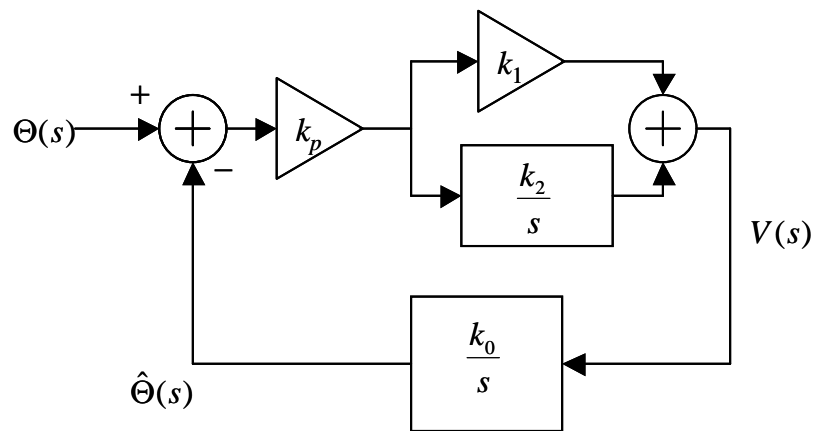 +
Θ(s)
+
−
k_p
k_1
k_2
s
+
V(s)
k_0
s
Θ̂(s)